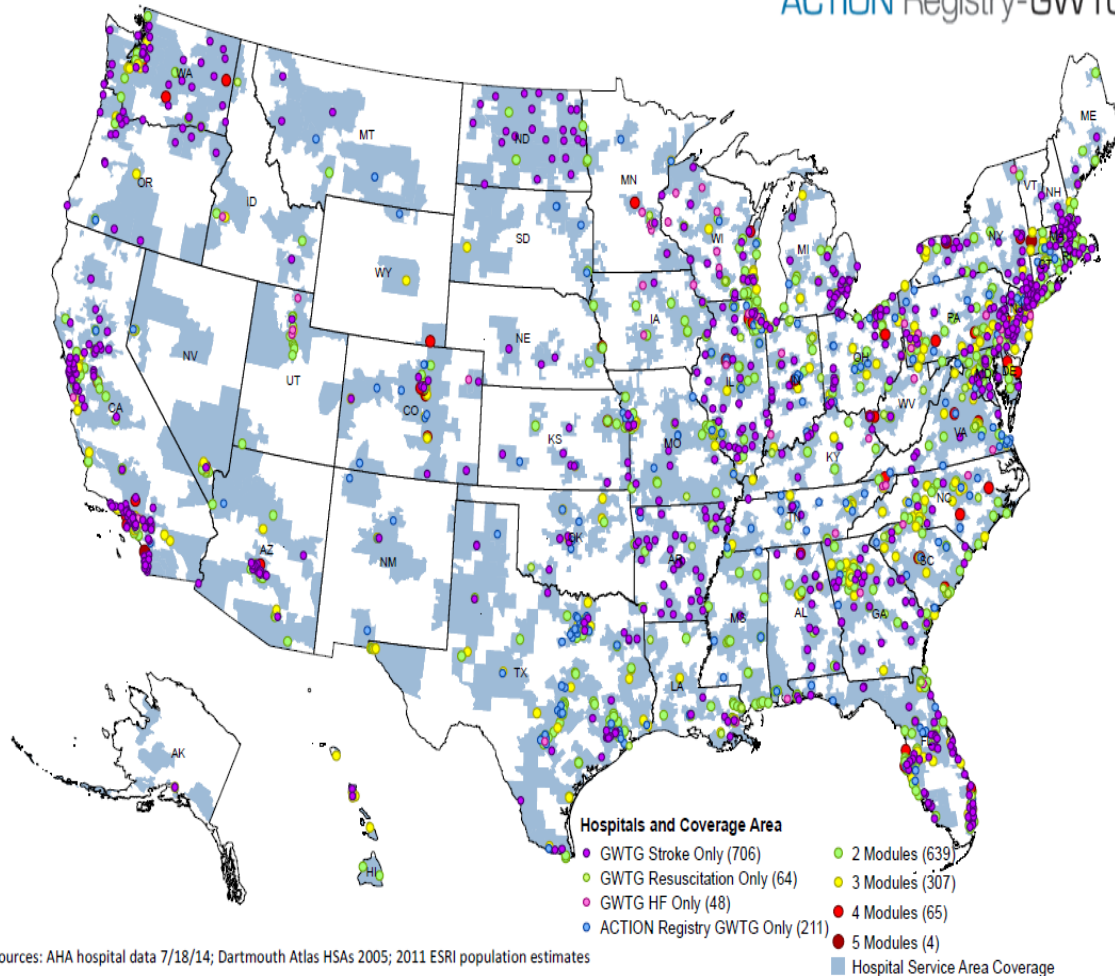 ACTION Registry-GWTG
WA
MT
ND
MN
ME
OR
ID
SD
WI
MI
VT
NH
NY
WY
IA
PA
NE
NV
UT
CO
IL
OH
CA
KS
MO
WV
VA
KY
NC
TN
AZ
NM
OK
AR
SC
MS
AL
GA
TX
LA
AK
HI
DE
Hospitals and Coverage Area
GWTG Stroke Only (706)
GWTG Resuscitation Only (64)
GWTG HF Only (48)
ACTION Registry GWTG Only (211)
2 Modules (639)
3 Modules (307)
4 Modules (65)
5 Modules (4)
Hospital Service Area Coverage
ources: AHA hospital data 7/18/14; Dartmouth Atlas HSAs 2005; 2011 ESRI population estimates